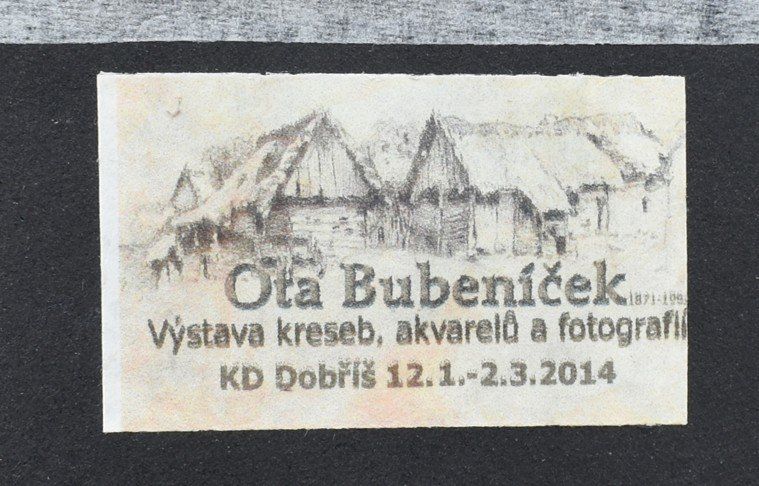 Ota Bubeníček
Výstava kreseb, akvarelů a fotografií
KD Dobříš 12.1.-2.3.2014